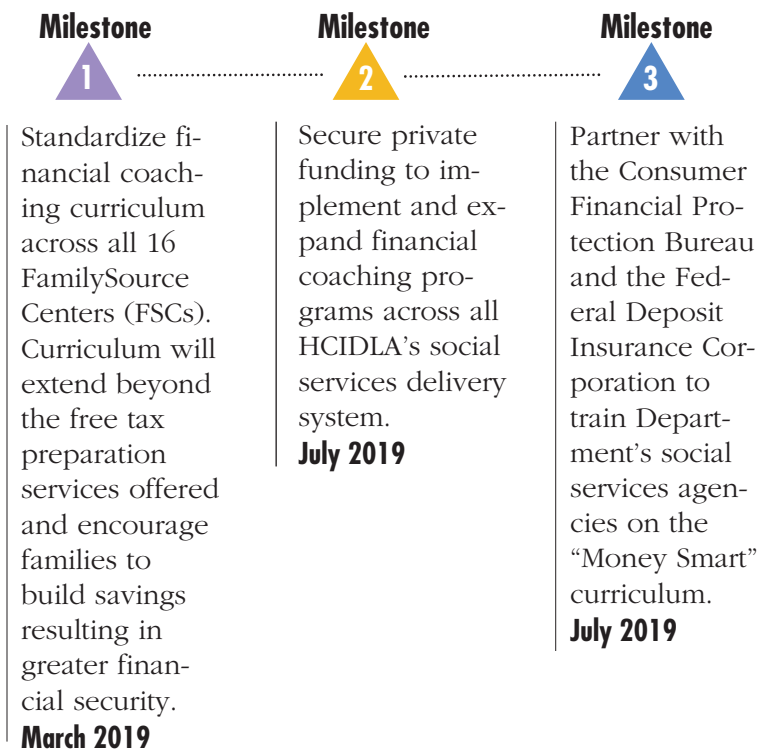 Milestone
1
Standardize fi-
nancial coach-
ing curriculum
across all 16
FamilySource
Centers (FSCs).
Curriculum will
extend beyond
the free tax
preparation
services offered
and encourage
families to
build savings
resulting in
greater finan-
cial security.
March 2019
Milestone
2
Secure private
funding to im-
plement and ex-
pand financial
coaching pro-
grams across all
HCIDLA's social
services delivery
system.
July 2019
Milestone
3
Partner with
the Consumer
Financial Pro-
tection Bureau
and the Fed-
eral Deposit
Insurance Cor-
poration to
train Depart-
ment's social
services agen-
cies on the
“Money Smart”
curriculum.
July 2019